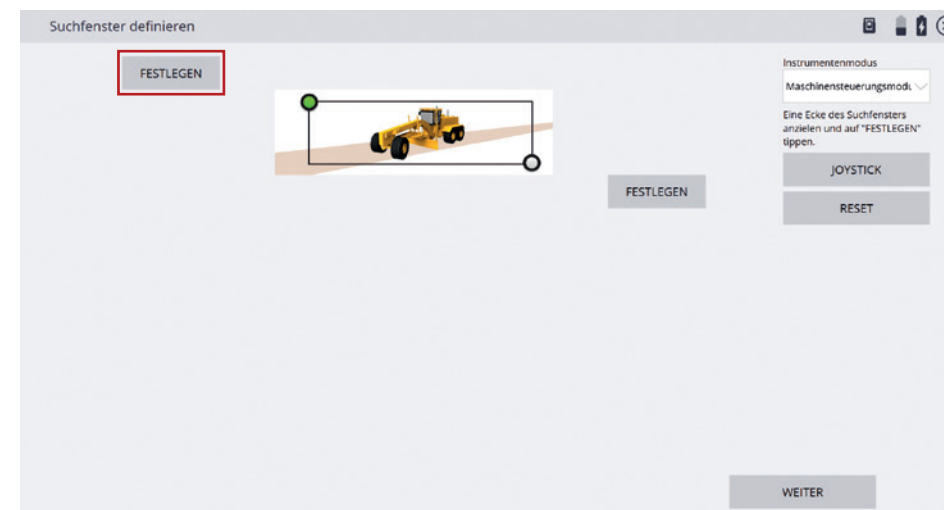 Suchfenster definieren
FESTLEGEN
Instrumentenmodus
Maschinensteuerungsmodu
Eine Ecke des Suchfensters
anzielen und auf "FESTLEGEN"
tippen.
JOYSTICK
FESTLEGEN
RESET
WEITER